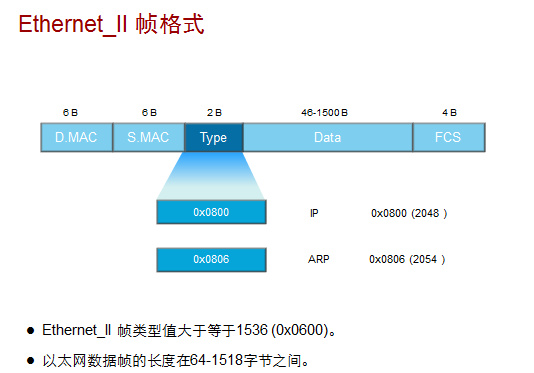 Ethernet_II 帧格式
6 B 6 B 2 B 46-1500 B 4 B
D.MAC S.MAC Type Data FCS
0x0800 IP 0x0800 (2048 )
0x0806 ARP 0x0806 (2054 )
● Ethernet_II 帧类型值大于等于1536 (0x0600)。
● 以太网数据帧的长度在64-1518字节之间。